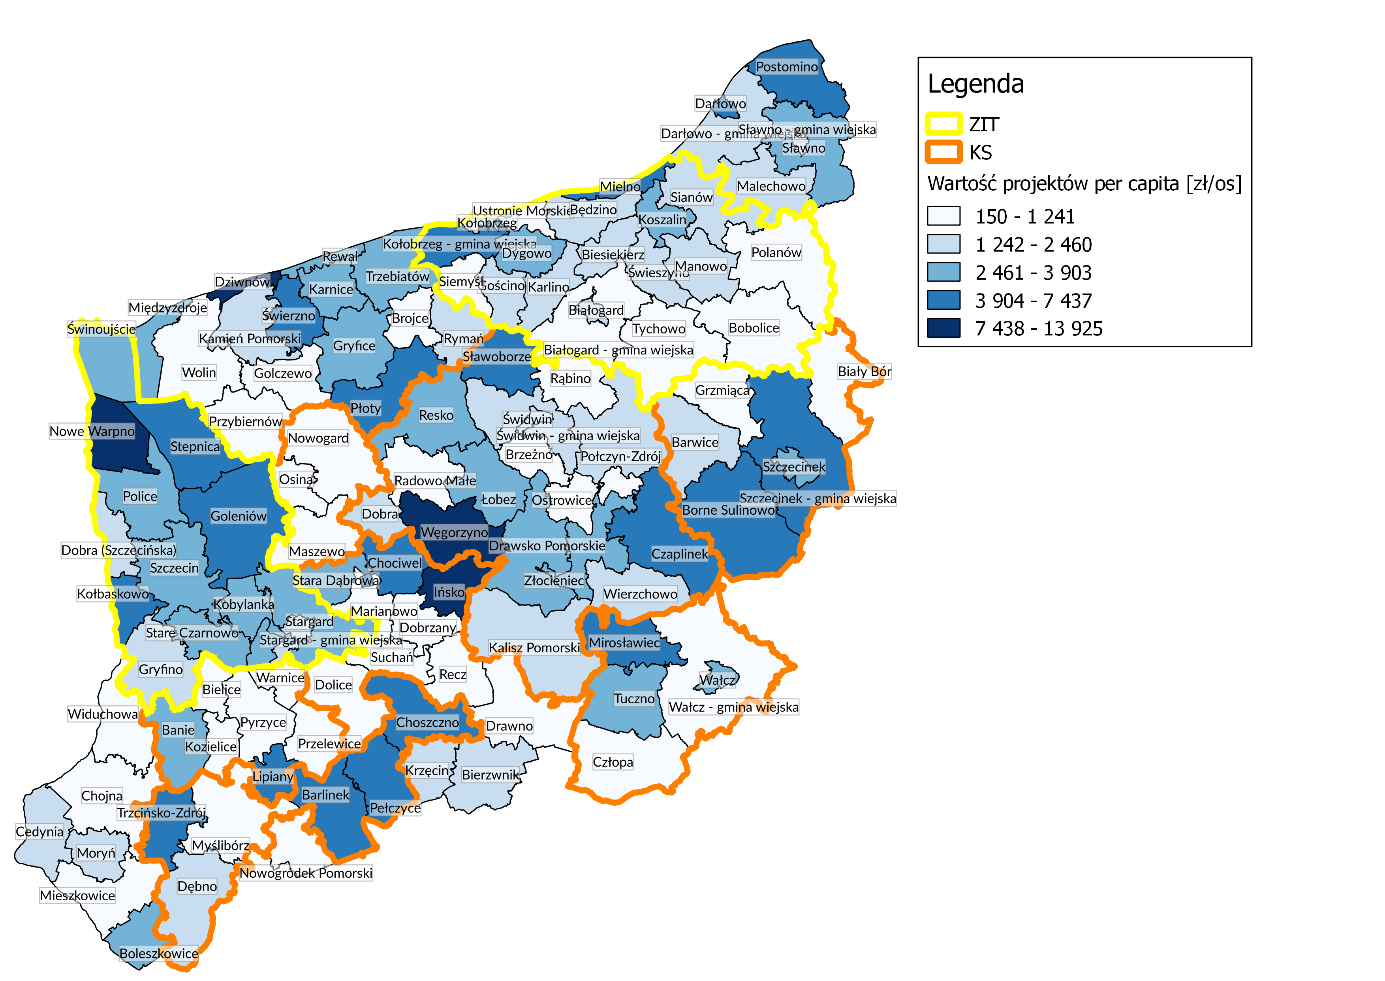 Legenda
ZIT
KS
Wartość projektów per capita [zł/os]
150 - 1 241
1 242 - 2 460
2 461 - 3 903
3 904 - 7 437
7 438 - 13 925
Postomino
Darłowo
Darłowo - gmina wiejska
Sławno - gmina wiejska
Sławno
Malechowo
Mielno
Sianów
Ustronie Morskie
Będzino
Koszalin
Kołobrzeg
Kołobrzeg - gmina wiejska
Dygowo
Biesiekierz
Polanów
Rewal
Trzebiatów
Siemyśl
Gościno
Karlino
Świeszyno
Manowo
Dziwnów
Karnice
Międzyzdroje
Świerzno
Brojce
Białogard
Tychowo
Bobolice
Świnoujście
Kamień Pomorski
Gryfice
Rymań
Sławoborze
Białogard - gmina wiejska
Wolin
Golczewo
Rąbino
Grzmiąca
Biały Bór
Płoty
Resko
Przybiernów
Świdwin
Świdwin - gmina wiejska
Barwice
Nowe Warpno
Stepnica
Nowogard
Brzeżno
Połczyn-Zdrój
Szczecinek
Osina
Radowo Małe
Police
Łobez
Ostrowice
Szczecinek - gmina wiejska
Goleniów
Dobra
Borne Sulinowo
Węgorzyno
Dobra (Szczecińska)
Maszewo
Drawsko Pomorskie
Czaplinek
Szczecin
Chociwel
Stara Dąbrowa
Złocieniec
Kołbaskowo
Ińsko
Wierzchowo
Kobylanka
Marianowo
Stargard
Dobrzany
Stare Czarnowo
Stargard - gmina wiejska
Mirosławiec
Kalisz Pomorski
Suchań
Gryfino
Recz
Warnice
Dolice
Bielice
Wałcz
Tuczno
Wałcz - gmina wiejska
Widuchowa
Pyrzyce
Choszczno
Drawno
Banie
Kozielice
Przelewice
Człopa
Lipiany
Krzęcin
Bierzwnik
Chojna
Barlinek
Pełczyce
Trzcińsko-Zdrój
Cedynia
Moryń
Myślibórz
Nowogródek Pomorski
Dębno
Mieszkowice
Boleszkowice